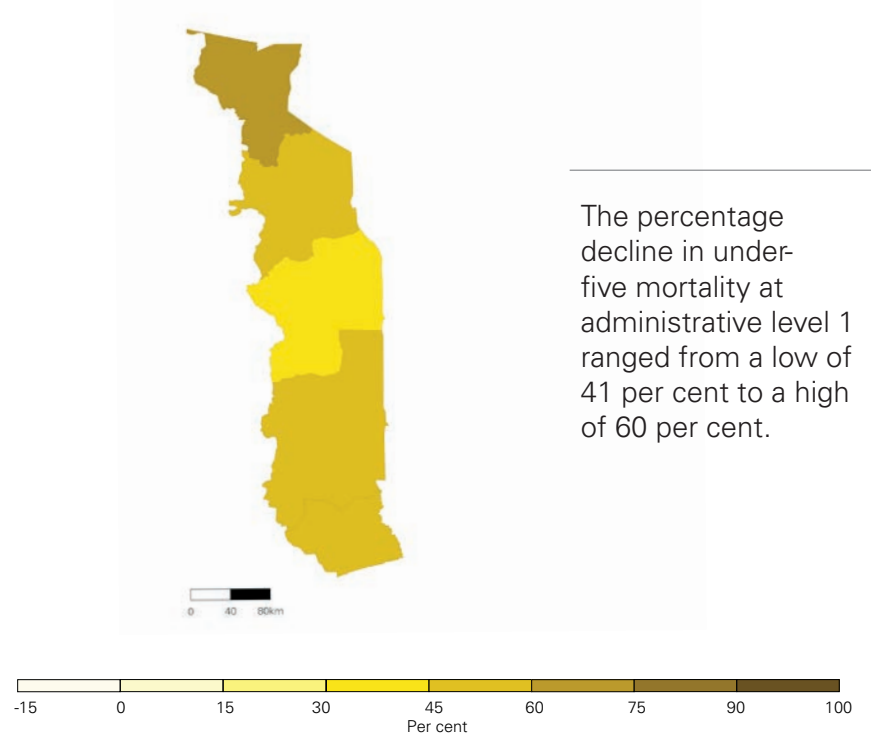 The percentage
decline in under-
five mortality at
administrative level 1
ranged from a low of
41 per cent to a high
of 60 per cent.
0 40 80km
-15 0 15 30 45 60 75 90 100
Per cent